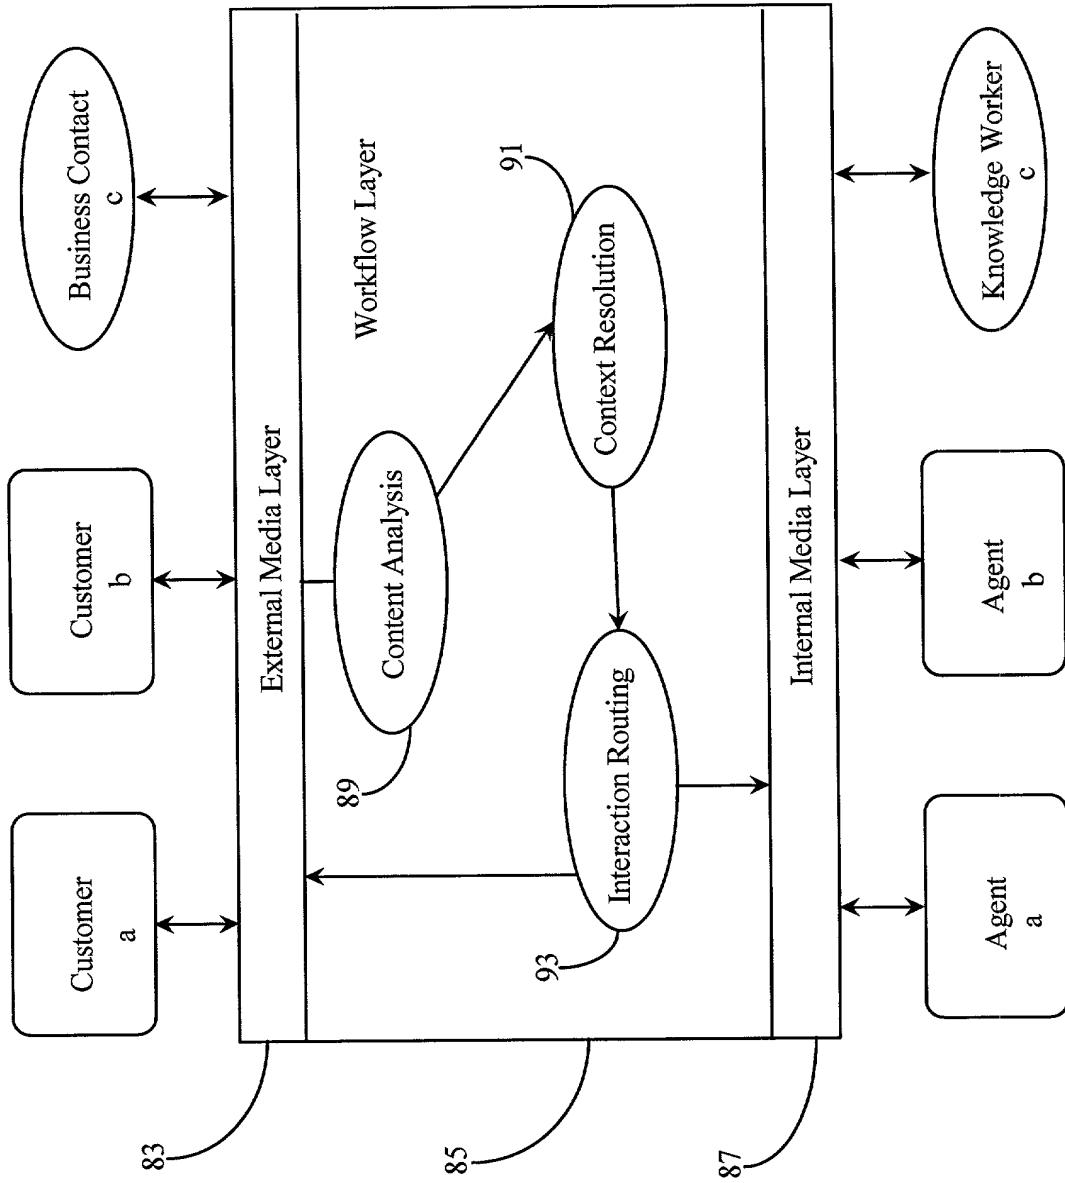 Customer
a
Customer
b
Business Contact
c
83
External Media Layer
85
Workflow Layer
89
Content Analysis
91
Context Resolution
93
Interaction Routing
87
Internal Media Layer
Agent
a
Agent
b
Knowledge Worker
c